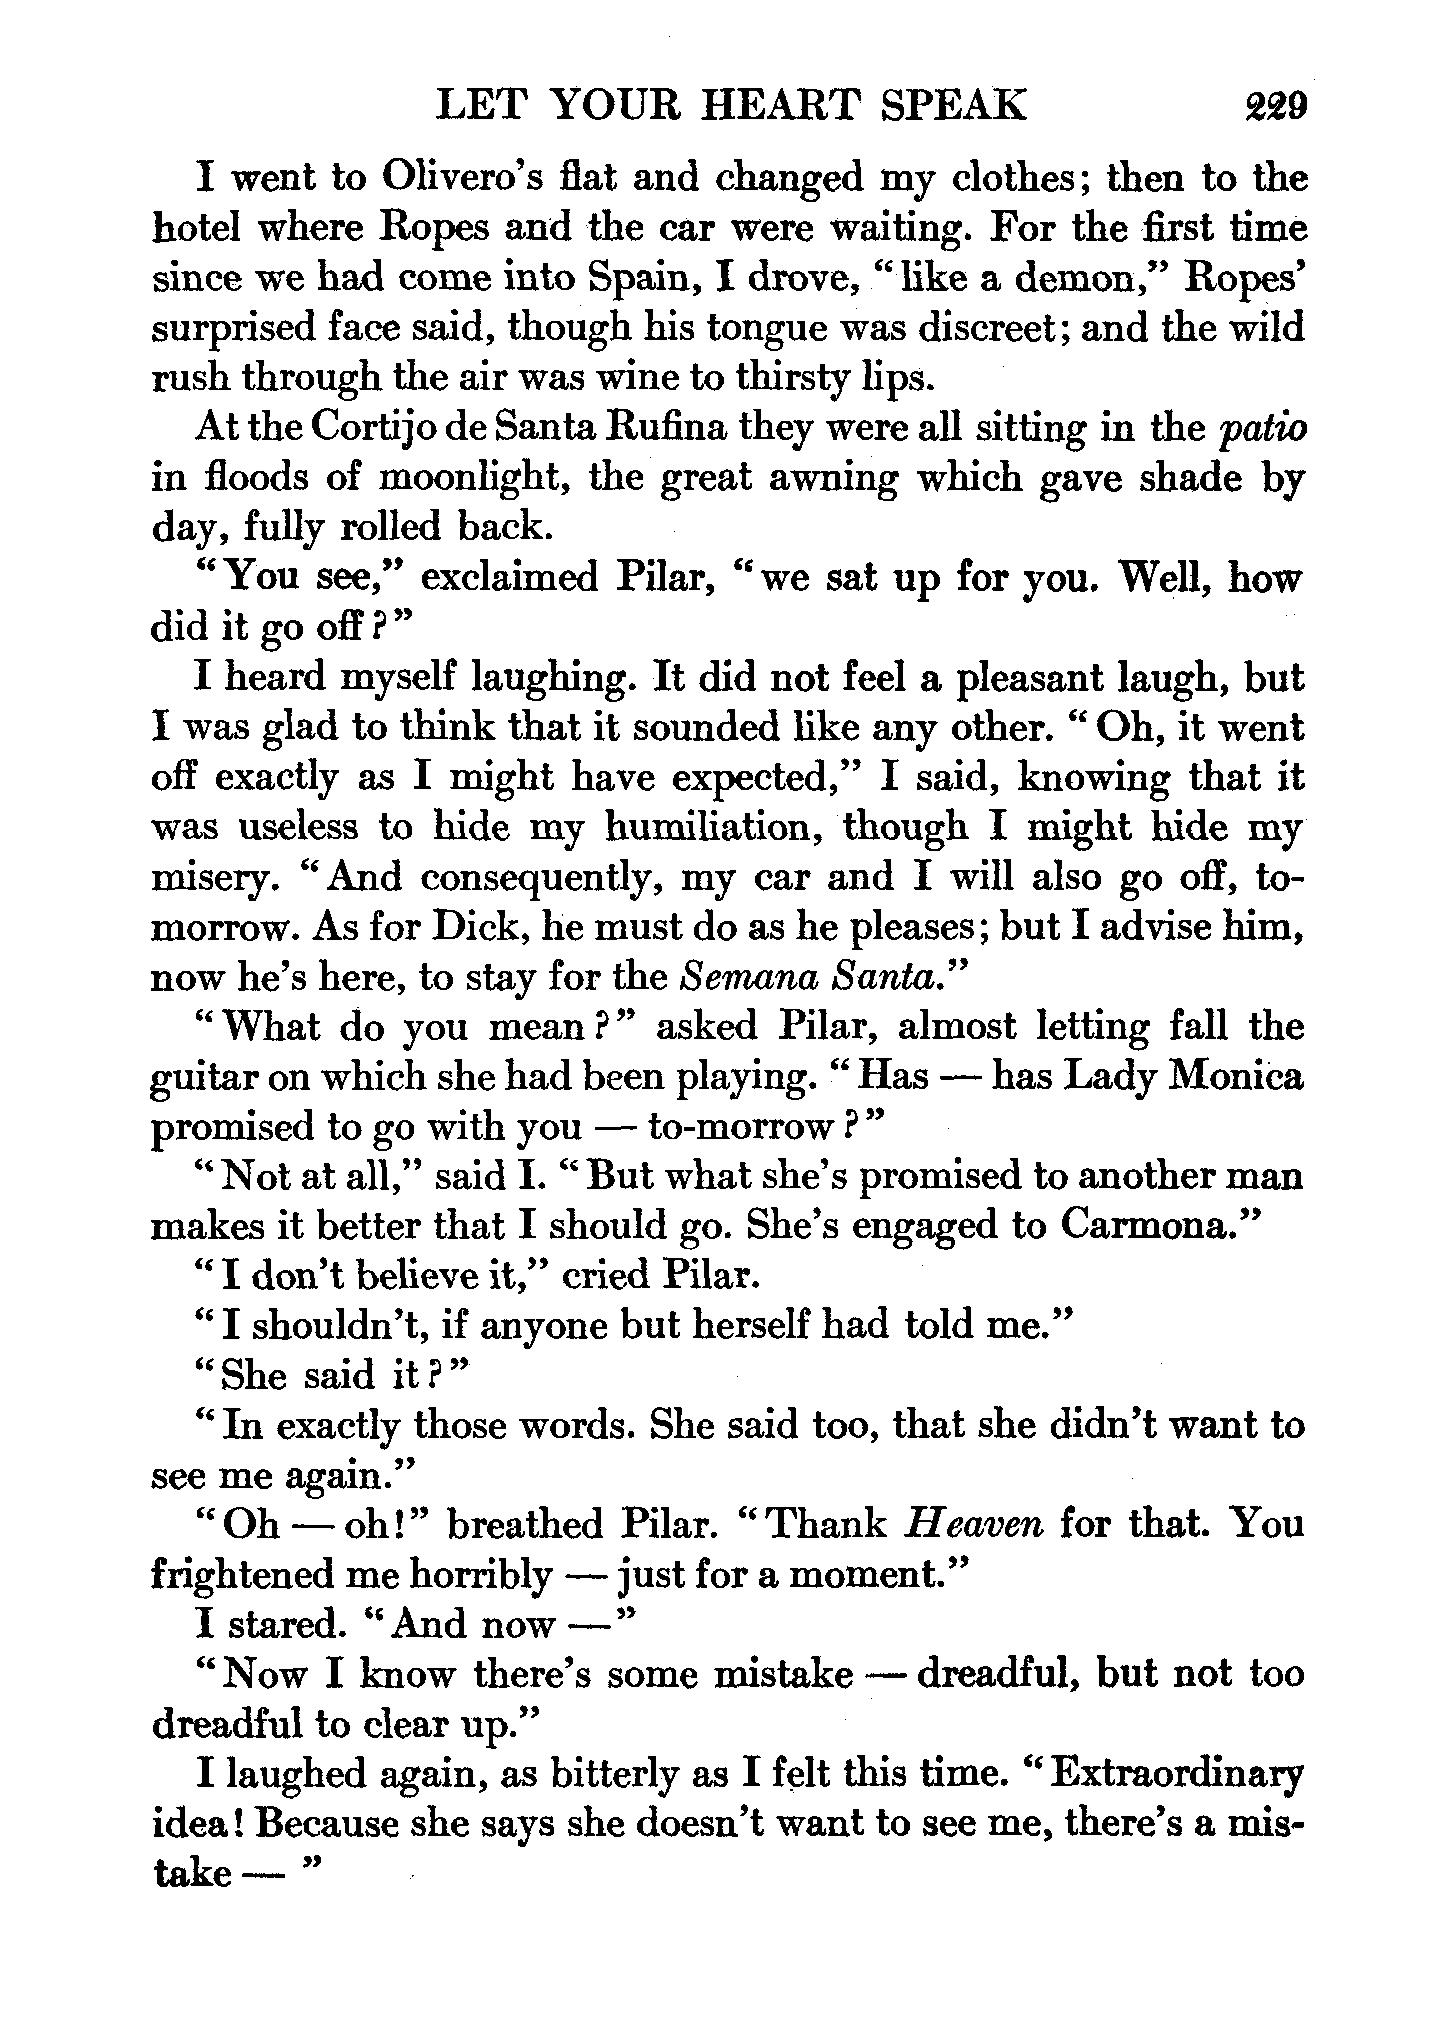 LET YOUR HEART SPEAK 229
I went to Olivero's flat and changed my clothes; then to the
hotel where Ropes and the car were waiting. For the first time
since we had come into Spain, I drove, "like a demon," Ropes'
surprised face said, though his tongue was discreet; and the wild
rush through the air was wine to thirsty lips.
At the Cortijo de Santa Rufina they were all sitting in the patio
in floods of moonlight, the great awning which gave shade by
day, fully rolled back.
"You see," exclaimed Pilar, "we sat up for you. Well, how
did it go off?"
I heard myself laughing. It did not feel a pleasant laugh, but
I was glad to think that it sounded like any other. "Oh, it went
off exactly as I might have expected," I said, knowing that it
was useless to hide my humiliation, though I might hide my
misery. "And consequently, my car and I will also go off, to-
morrow. As for Dick, he must do as he pleases; but I advise him,
now he's here, to stay for the Semana Santa."
"What do you mean?" asked Pilar, almost letting fall the
guitar on which she had been playing. "Has — has Lady Monica
promised to go with you — to-morrow?"
"Not at all," said I. "But what she's promised to another man
makes it better that I should go. She's engaged to Carmona."
"I don't believe it," cried Pilar.
"I shouldn't, if anyone but herself had told me."
"She said it?"
"In exactly those words. She said too, that she didn't want to
see me again."
"Oh — oh!" breathed Pilar. "Thank Heaven for that. You
frightened me horribly — just for a moment."
I stared. "And now —"
"Now I know there's some mistake — dreadful, but not too
dreadful to clear up."
I laughed again, as bitterly as I felt this time. "Extraordinary
idea! Because she says she doesn't want to see me, there's a mis-
take — "